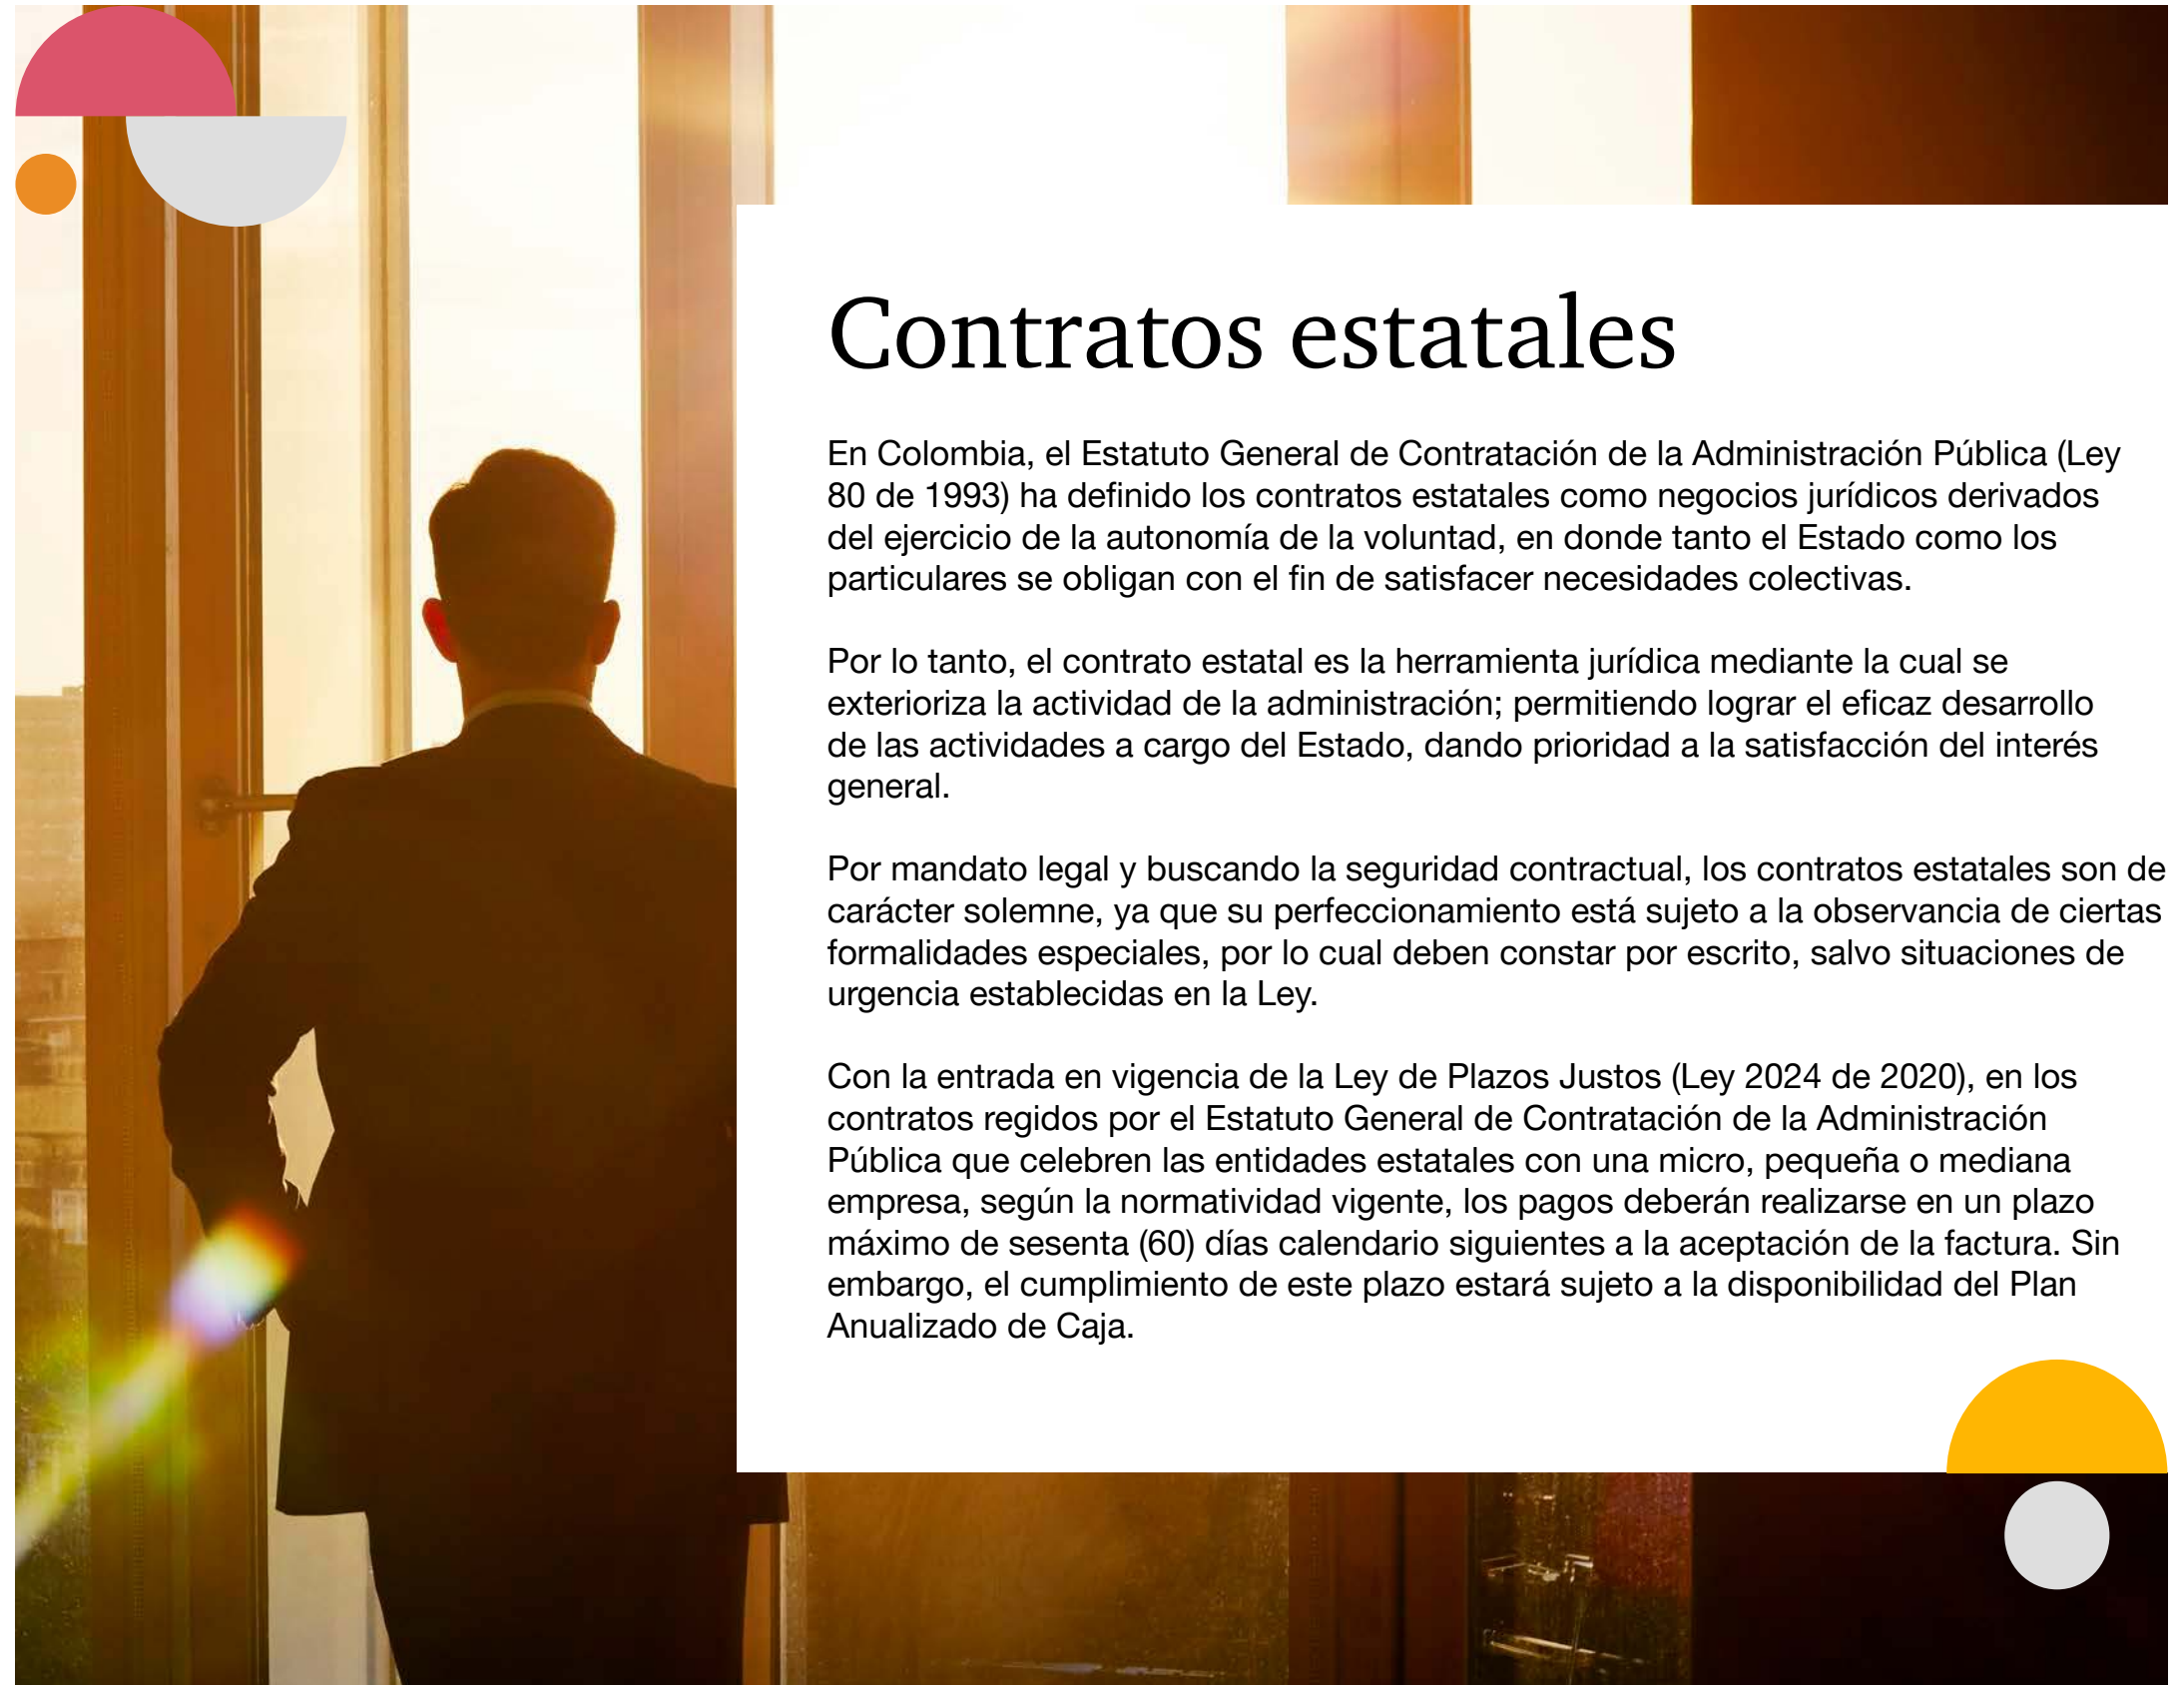 Contratos estatales
En Colombia, el Estatuto General de Contratación de la Administración Pública (Ley
80 de 1993) ha definido los contratos estatales como negocios jurídicos derivados
del ejercicio de la autonomía de la voluntad, en donde tanto el Estado como los
particulares se obligan con el fin de satisfacer necesidades colectivas.
Por lo tanto, el contrato estatal es la herramienta jurídica mediante la cual se
exterioriza la actividad de la administración; permitiendo lograr el eficaz desarrollo
de las actividades a cargo del Estado, dando prioridad a la satisfacción del interés
general.
Por mandato legal y buscando la seguridad contractual, los contratos estatales son de
carácter solemne, ya que su perfeccionamiento está sujeto a la observancia de ciertas
formalidades especiales, por lo cual deben constar por escrito, salvo situaciones de
urgencia establecidas en la Ley.
Con la entrada en vigencia de la Ley de Plazos Justos (Ley 2024 de 2020), en los
contratos regidos por el Estatuto General de Contratación de la Administración
Pública que celebren las entidades estatales con una micro, pequeña o mediana
empresa, según la normatividad vigente, los pagos deberán realizarse en un plazo
máximo de sesenta (60) días calendario siguientes a la aceptación de la factura. Sin
embargo, el cumplimiento de este plazo estará sujeto a la disponibilidad del Plan
Anualizado de Caja.